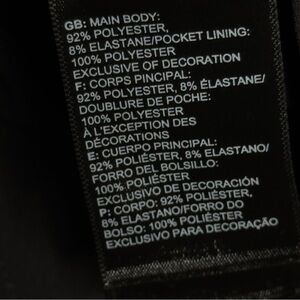 GB: MAIN BODY:
92% POLYESTER,
8% ELASTANE/POCKET LINING:
100% POLYESTER
EXCLUSIVE OF DECORATION
F: CORPS PINCIPAL:
92% POLYESTER, 8% ÉLASTANE/
DOUBLURE DE POCHE:
100% POLYESTER
À L'EXCEPTION DES
DÉCORATIONS
E: CUERPO PRINCIPAL:
92% POLIÉSTER, 8% ELASTANO/
FORRO DEL BOLSILLO:
100% POLIÉSTER
EXCLUSIVO DE DECORACIÓN
P: CORPO: 92% POLIÉSTER,
8% ELASTANO/FORRO DO
BOLSO: 100% POLIÉSTER
EXCLUSIVO PARA DECORAÇÃO